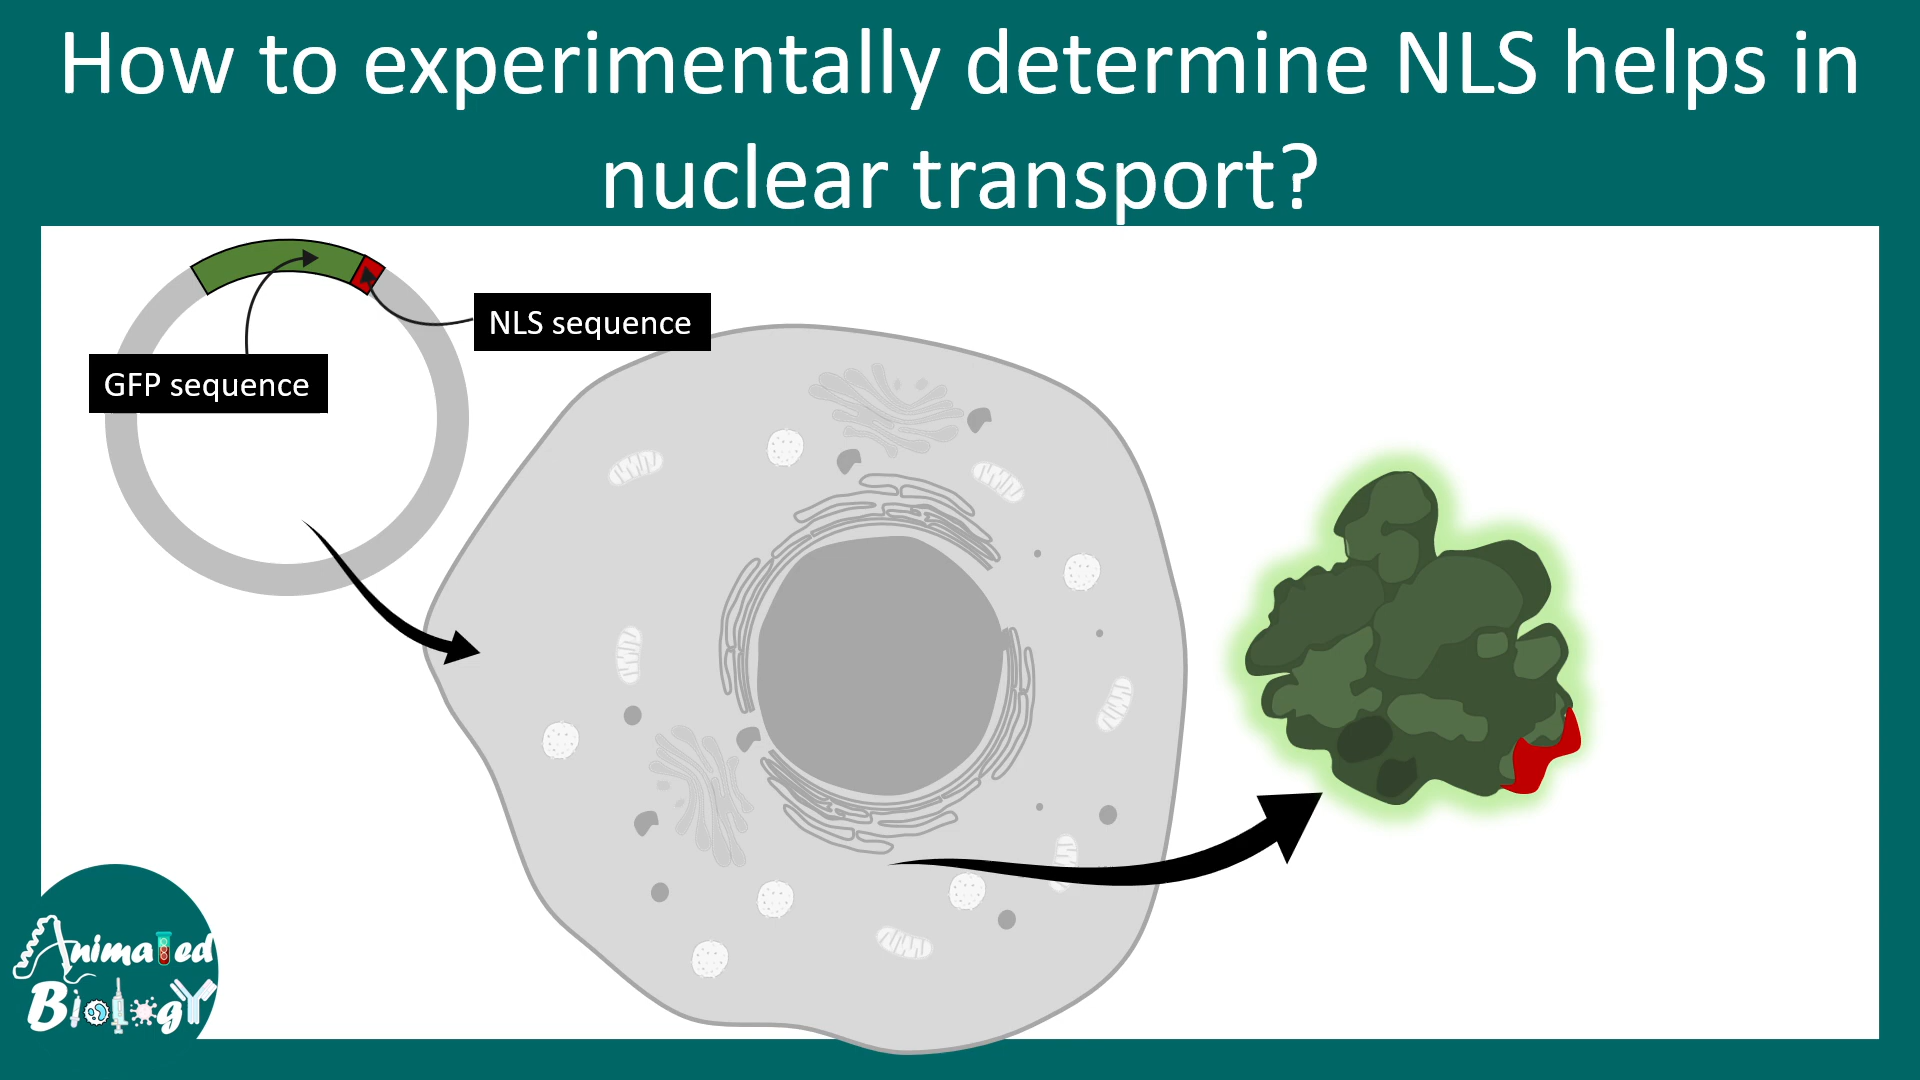 How to experimentally determine NLS helps in
nuclear transport?
NLS sequence
GFP sequence
Animated
Biology